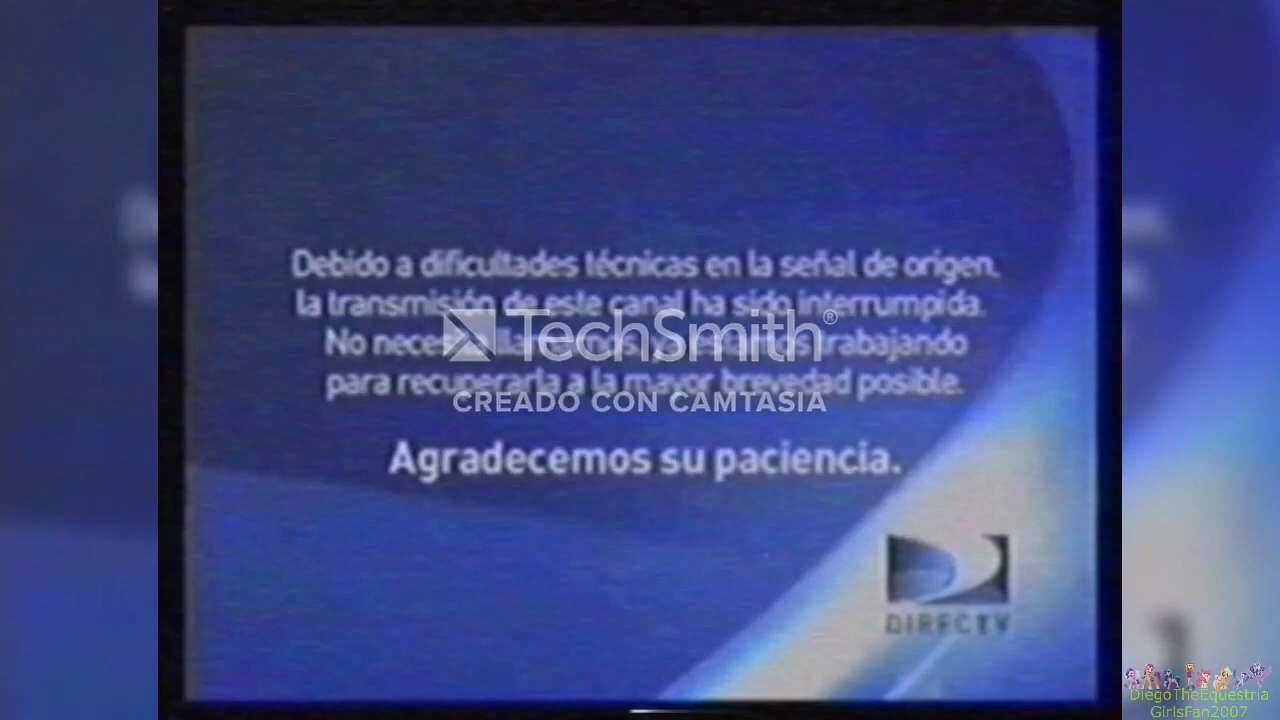 Debido a dificultades técnicas en la señal de origen,
la transmisión de este canal ha sido interrumpida.
No trabajando
para recuperarla a la mayor brevedad posible.
TechSmith®
CREADO CON CAMTASIA
Agradecemos su paciencia.
DIRECTV
DiegoTheEquestria
GirlsFan2007